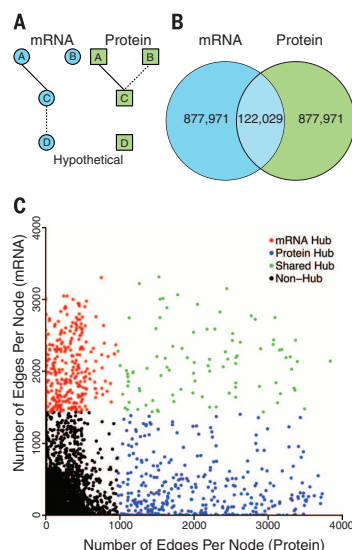 A
mRNA
Protein
A
B
A
B
C
C
D
D
Hypothetical
B
mRNA
Protein
877,971
122,029
877,971
C
Number of Edges Per Node (mRNA)
4000
3000
2000
1000
0
mRNA Hub
Protein Hub
Shared Hub
Non–Hub
0
1000
2000
3000
4000
Number of Edges Per Node (Protein)